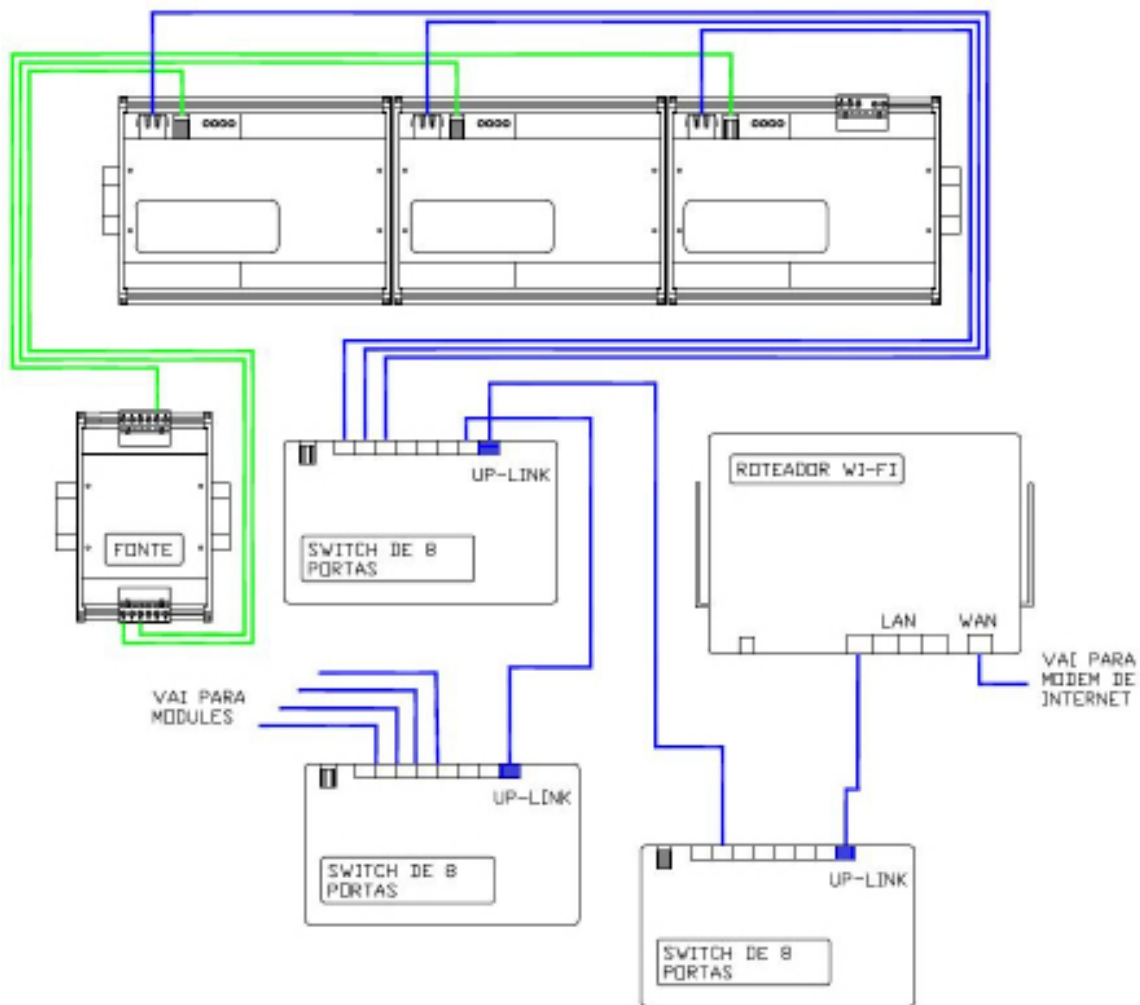 UP-LINK
ROTEADOR WI-FI
FONTE
SWITCH DE 8
PORTAS
LAN
WAN
VAI PARA
MODEM DE
INTERNET
VAI PARA
MODULES
UP-LINK
SWITCH DE 8
PORTAS
UP-LINK
SWITCH DE 8
PORTAS